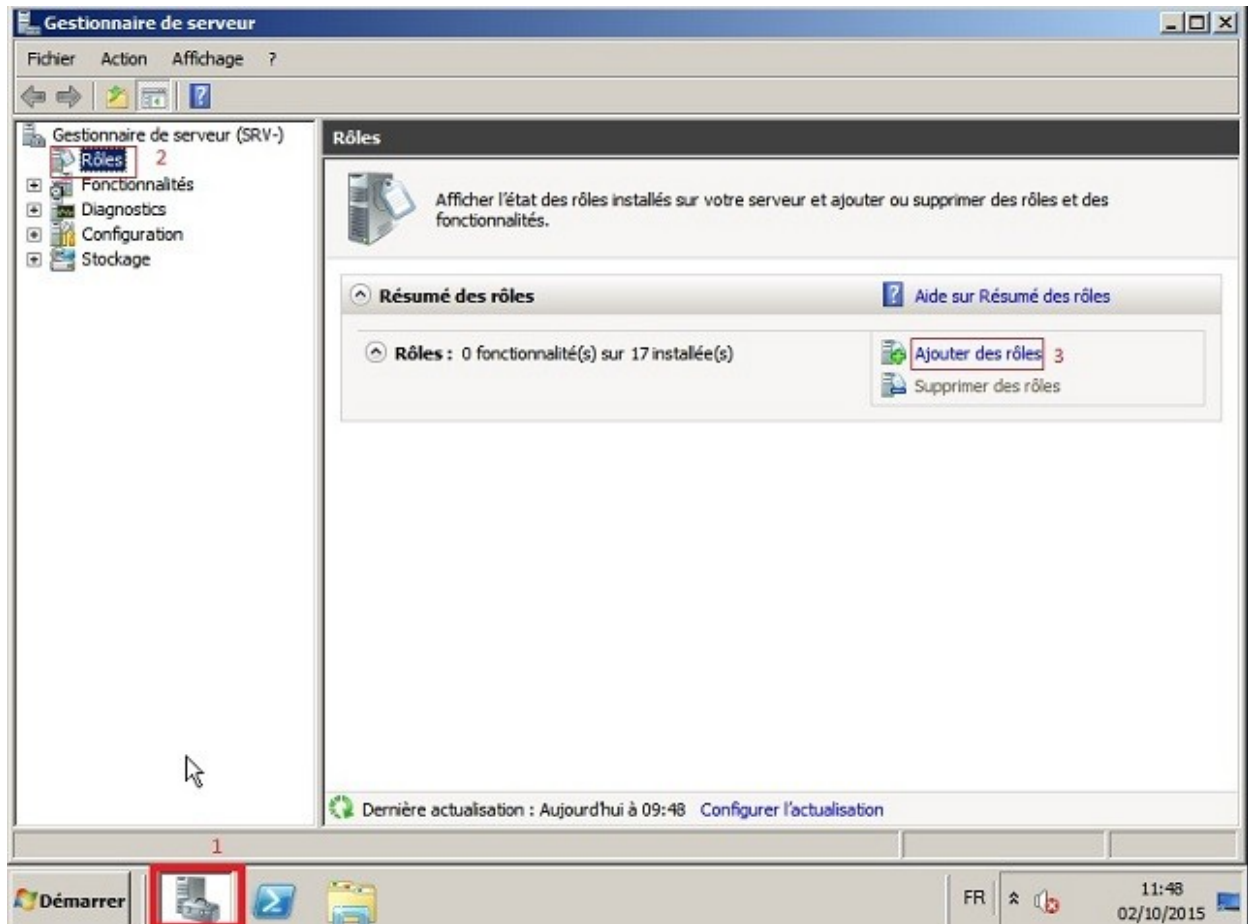 Gestionnaire de serveur
Fichier Action Affichage ?
Gestionnaire de serveur (SRV-)
Rôles 2
Fonctionnalités
Diagnostics
Configuration
Stockage
Rôles
Afficher l'état des rôles installés sur votre serveur et ajouter ou supprimer des rôles et des
fonctionnalités.
Résumé des rôles
Aide sur Résumé des rôles
Rôles : 0 fonctionnalité(s) sur 17 installée(s)
Ajouter des rôles 3
Supprimer des rôles
Dernière actualisation : Aujourd'hui à 09:48 Configurer l'actualisation
1
Démarrer
FR
11:48
02/10/2015